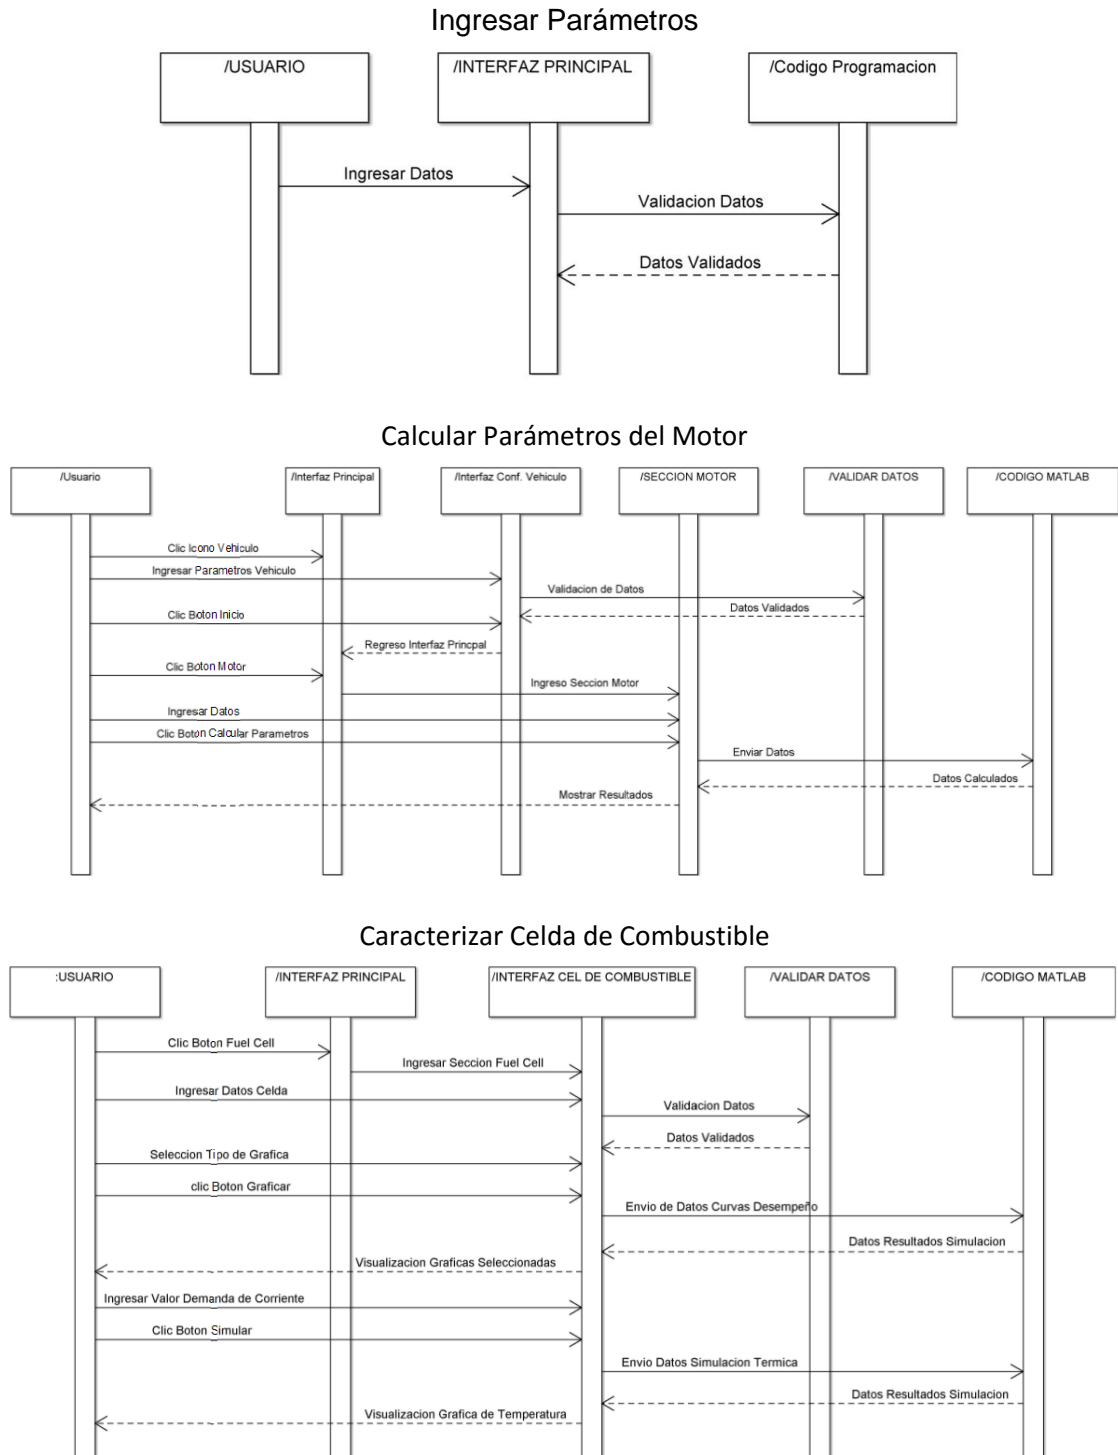 Ingresar Parámetros
/USUARIO
/INTERFAZ PRINCIPAL
/Codigo Programacion
Ingresar Datos
Validacion Datos
Datos Validados
Calcular Parámetros del Motor
/Usuario
/Interfaz Principal
/Interfaz Conf. Vehiculo
/SECCION MOTOR
/VALIDAR DATOS
/CODIGO MATLAB
Clic Icono Vehiculo
Ingresar Parametros Vehiculo
Validacion de Datos
Datos Validados
Clic Boton Inicio
Regreso Interfaz Princpal
Clic Boton Motor
Ingreso Seccion Motor
Ingresar Datos
Clic Boton Calcular Parametros
Enviar Datos
Datos Calculados
Mostrar Resultados
Caracterizar Celda de Combustible
:USUARIO
/INTERFAZ PRINCIPAL
/INTERFAZ CEL DE COMBUSTIBLE
/VALIDAR DATOS
/CODIGO MATLAB
Clic Boton Fuel Cell
Ingresar Seccion Fuel Cell
Ingresar Datos Celda
Validacion Datos
Datos Validados
Seleccion Tipo de Grafica
clic Boton Graficar
Envio de Datos Curvas Desempeño
Datos Resultados Simulacion
Visualizacion Graficas Seleccionadas
Ingresar Valor Demanda de Corriente
Clic Boton Simular
Envio Datos Simulacion Termica
Datos Resultados Simulacion
Visualizacion Grafica de Temperatura